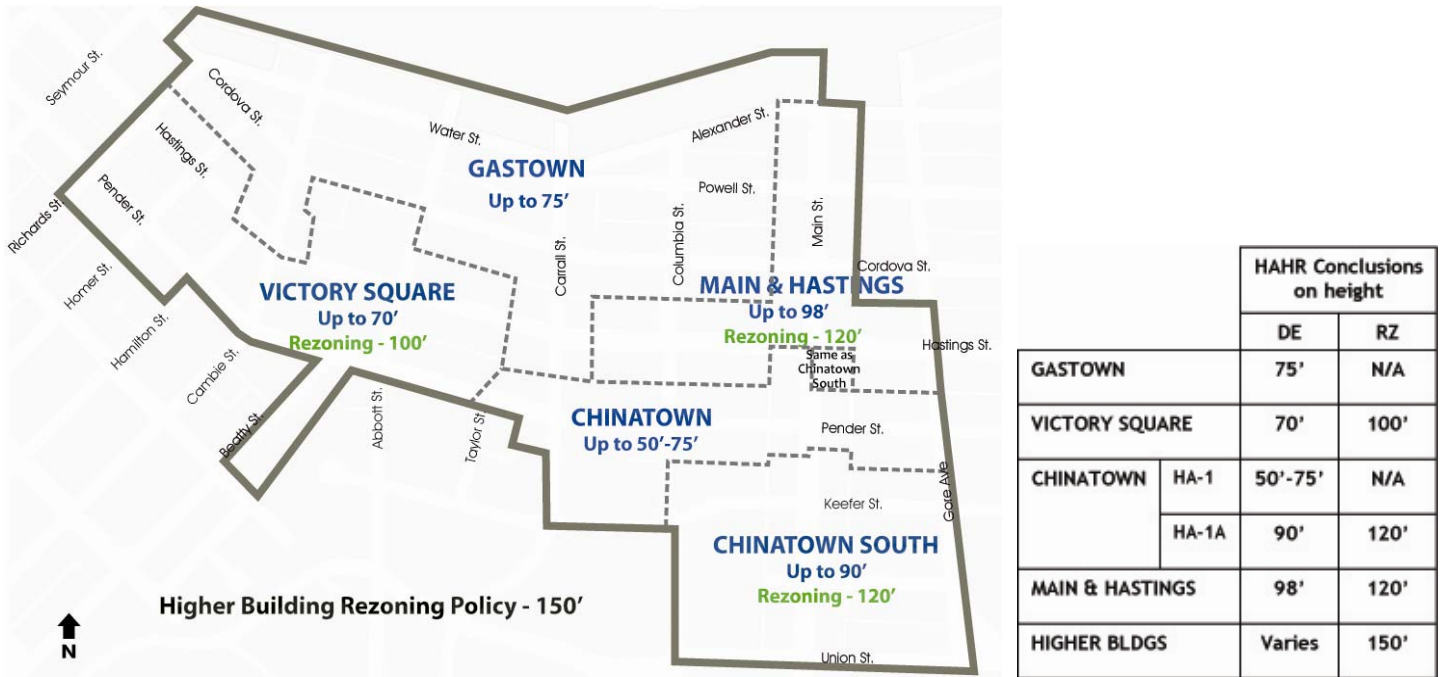 Seymour St.
Cordova St.
Hastings St.
Pender St.
Richards St.
Homer St.
Hamilton St.
Cambie St.
Beatty St.
Water St.
Alexander St.
GASTOWN
Up to 75'
Powell St.
Carrall St.
Columbia St.
Main St.
Cordova St.
VICTORY SQUARE
Up to 70'
Rezoning - 100'
MAIN & HASTINGS
Up to 98'
Rezoning - 120'
Same as
Chinatown
South
Hastings St.
Abbott St.
Taylor St.
CHINATOWN
Up to 50'-75'
Pender St.
Gore Ave
Keefer St.
CHINATOWN SOUTH
Up to 90'
Rezoning - 120'
Union St.
Higher Building Rezoning Policy - 150'
N
HAHR Conclusions
on height
DE RZ
GASTOWN 75' N/A
VICTORY SQUARE 70' 100'
CHINATOWN HA-1 50'-75' N/A
HA-1A 90' 120'
MAIN & HASTINGS 98' 120'
HIGHER BLDGS Varies 150'